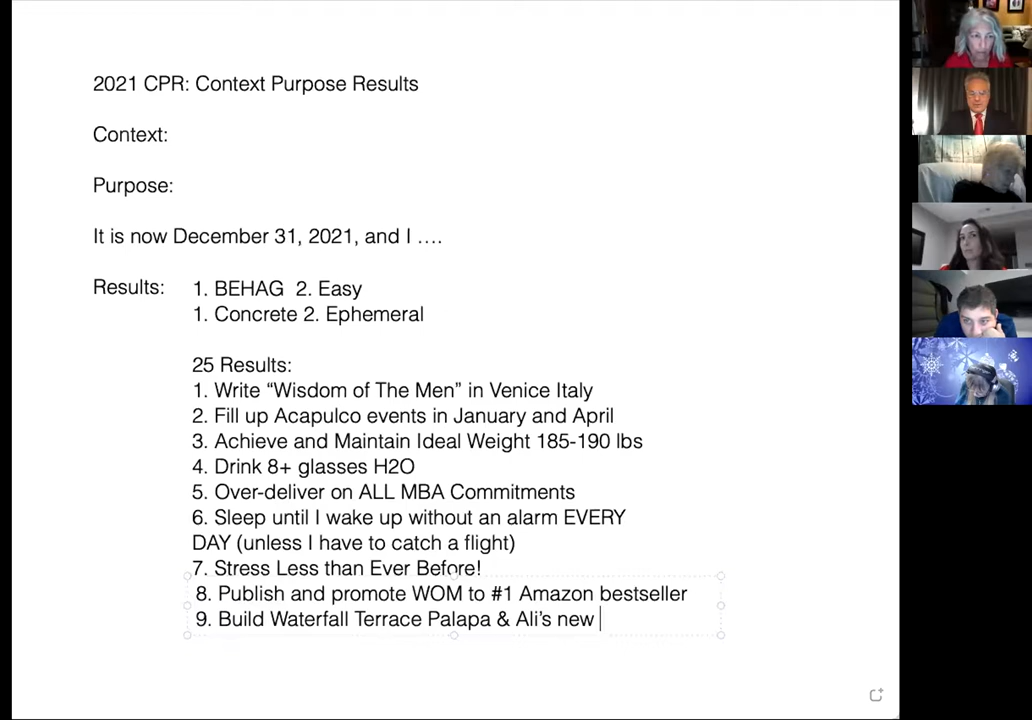 2021 CPR: Context Purpose Results
Context:
Purpose:
It is now December 31, 2021, and I ….
Results:
1. BEHAG  2. Easy
1. Concrete 2. Ephemeral
25 Results:
1. Write “Wisdom of The Men” in Venice Italy
2. Fill up Acapulco events in January and April
3. Achieve and Maintain Ideal Weight 185-190 lbs
4. Drink 8+ glasses H2O
5. Over-deliver on ALL MBA Commitments
6. Sleep until I wake up without an alarm EVERY
DAY (unless I have to catch a flight)
7. Stress Less than Ever Before!
8. Publish and promote WOM to #1 Amazon bestseller
9. Build Waterfall Terrace Palapa & Ali’s new